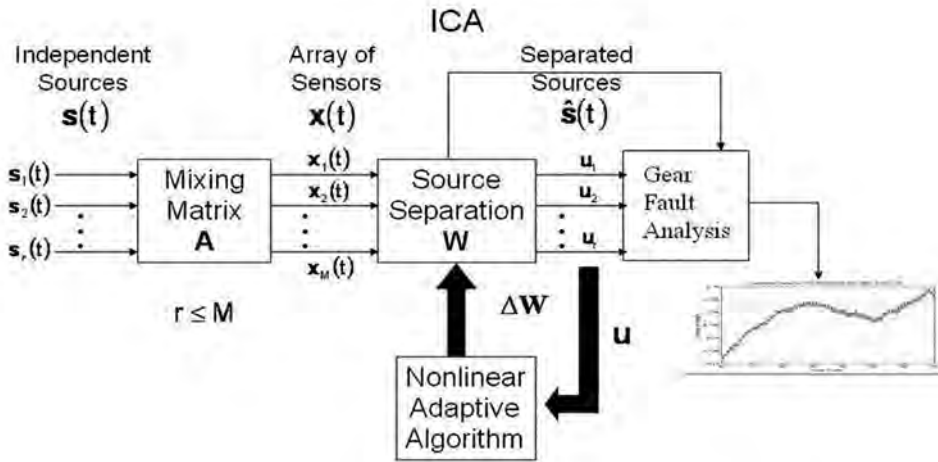 ICA
Independent
Sources
s(t)
Array of
Sensors
x(t)
Separated
Sources
ŝ(t)
s₁(t)
s₂(t)
sᵣ(t)
Mixing
Matrix
A
x₁(t)
x₂(t)
x_M(t)
Source
Separation
W
u₁
u₂
uᵣ
Gear
Fault
Analysis
r ≤ M
ΔW
u
Nonlinear
Adaptive
Algorithm